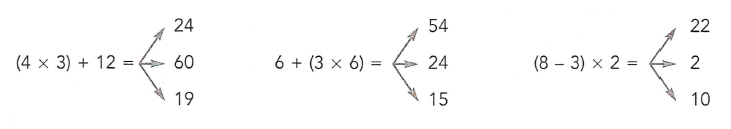 24 54 22
(4 × 3) + 12 = 60 6 + (3 × 6) = 24 (8 – 3) × 2 = 2
19 15 10